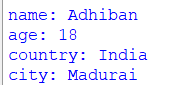 name: Adhiban
age: 18
country: India
city: Madurai